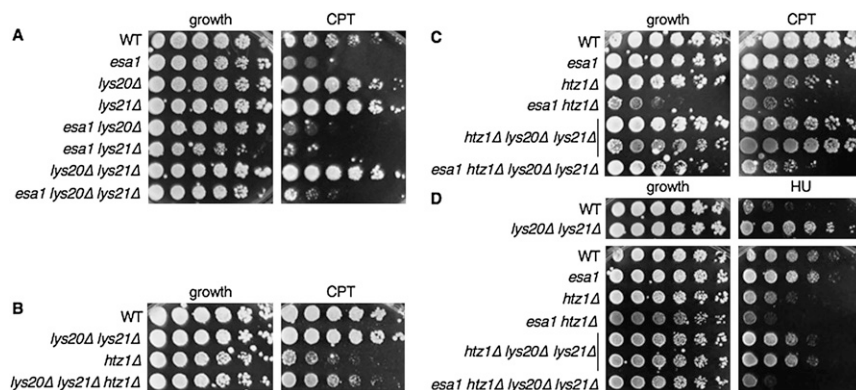 A
growth CPT
WT
esa1
lys20Δ
lys21Δ
esa1 lys20Δ
esa1 lys21Δ
lys20Δ lys21Δ
esa1 lys20Δ lys21Δ
B
growth CPT
WT
lys20Δ lys21Δ
htz1Δ
lys20Δ lys21Δ htz1Δ
C
growth CPT
WT
esa1
htz1Δ
esa1 htz1Δ
htz1Δ lys20Δ lys21Δ
esa1 htz1Δ lys20Δ lys21Δ
D
growth HU
WT
lys20Δ lys21Δ
WT
esa1
htz1Δ
esa1 htz1Δ
htz1Δ lys20Δ lys21Δ
esa1 htz1Δ lys20Δ lys21Δ